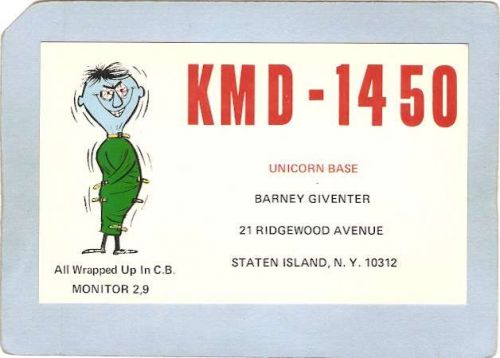 KMD-1450
UNICORN BASE
BARNEY GIVENTER
21 RIDGEWOOD AVENUE
STATEN ISLAND, N. Y. 10312
All Wrapped Up In C.B.
MONITOR 2,9